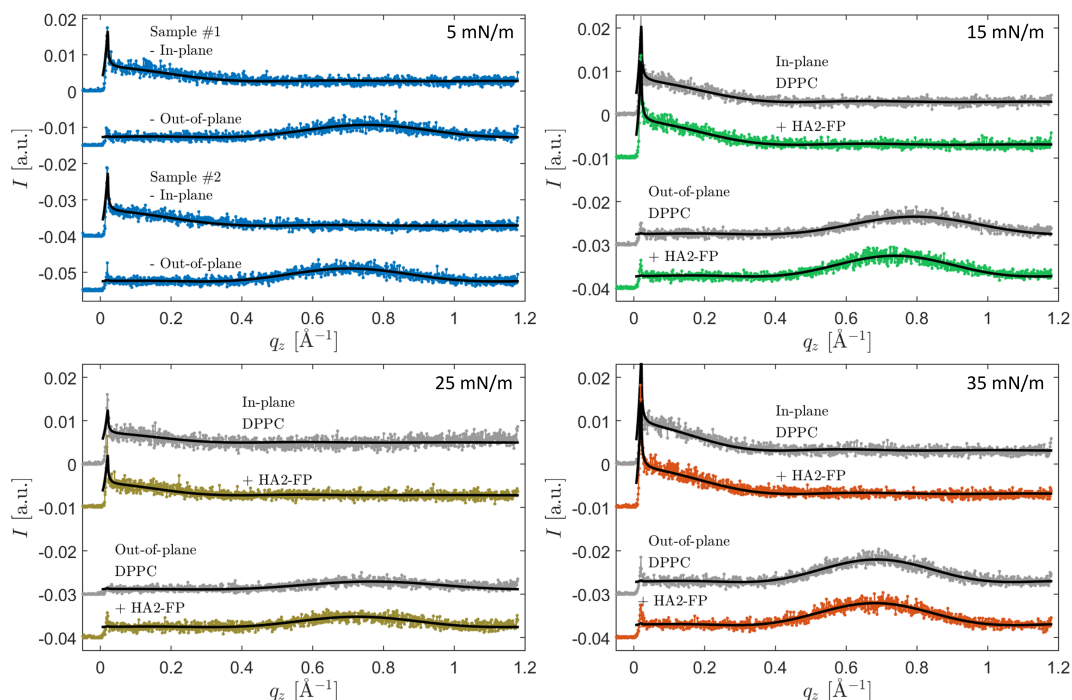 5 mN/m
0.02
0.01
0
-0.01
-0.02
-0.03
-0.04
-0.05
I [a.u.]
Sample #1
- In-plane
- Out-of-plane
Sample #2
- In-plane
- Out-of-plane
0 0.2 0.4 0.6 0.8 1 1.2
q_z [Å⁻¹]
15 mN/m
0.02
0.01
0
-0.01
-0.02
-0.03
-0.04
I [a.u.]
In-plane
DPPC
+ HA2-FP
Out-of-plane
DPPC
+ HA2-FP
0 0.2 0.4 0.6 0.8 1 1.2
q_z [Å⁻¹]
25 mN/m
0.02
0.01
0
-0.01
-0.02
-0.03
-0.04
I [a.u.]
In-plane
DPPC
+ HA2-FP
Out-of-plane
DPPC
+ HA2-FP
0 0.2 0.4 0.6 0.8 1 1.2
q_z [Å⁻¹]
35 mN/m
0.02
0.01
0
-0.01
-0.02
-0.03
-0.04
I [a.u.]
In-plane
DPPC
+ HA2-FP
Out-of-plane
DPPC
+ HA2-FP
0 0.2 0.4 0.6 0.8 1 1.2
q_z [Å⁻¹]